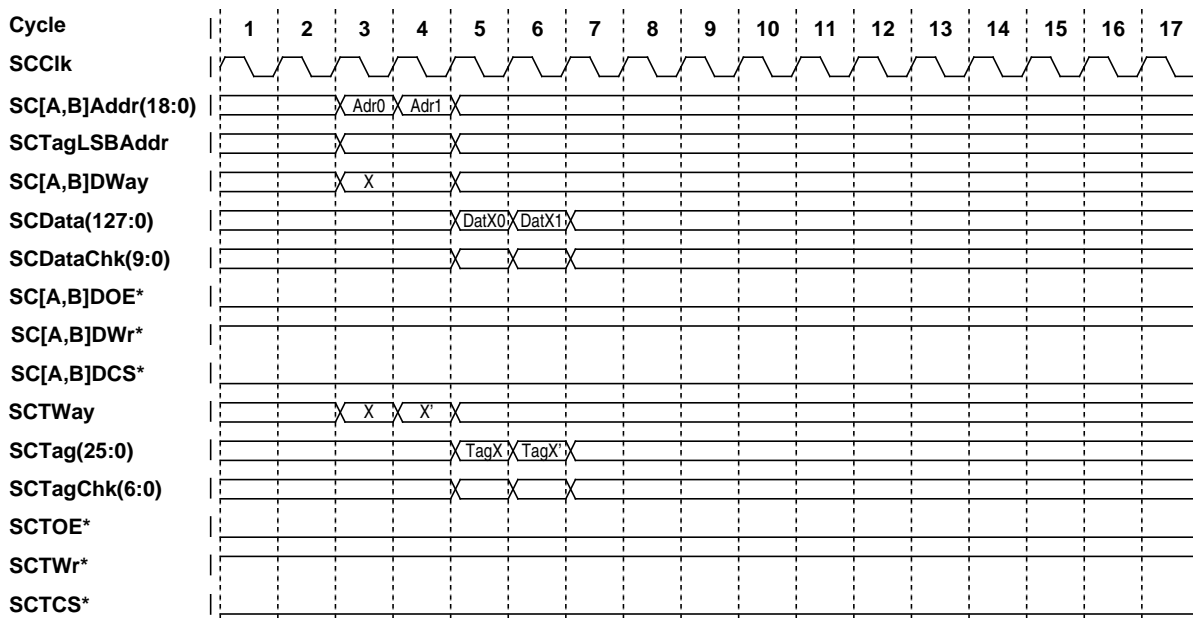 Cycle 1 2 3 4 5 6 7 8 9 10 11 12 13 14 15 16 17
SCClk
SC[A,B]Addr(18:0) Adr0 Adr1
SCTagLSBAddr
SC[A,B]DWay X
SCData(127:0) DatX0 DatX1
SCDataChk(9:0)
SC[A,B]DOE*
SC[A,B]DWr*
SC[A,B]DCS*
SCTWay X X'
SCTag(25:0) TagX TagX'
SCTagChk(6:0)
SCTOE*
SCTWr*
SCTCS*